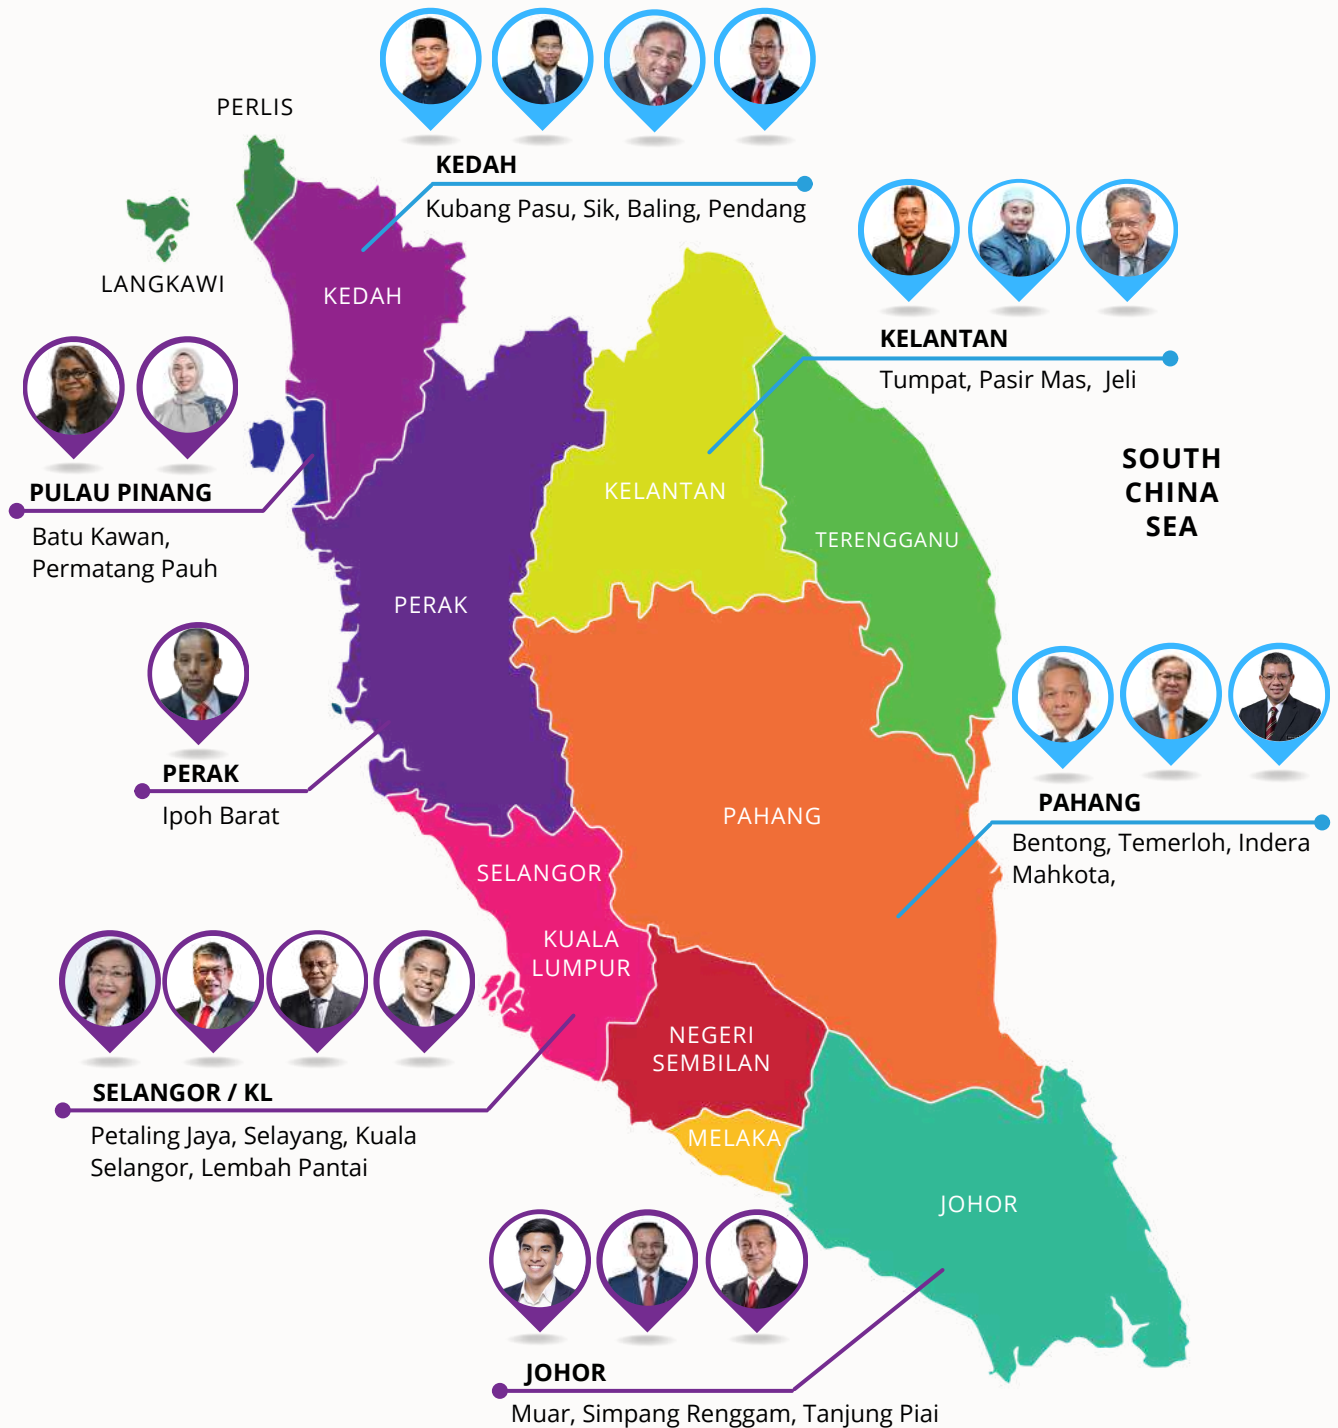 PERLIS
KEDAH
Kubang Pasu, Sik, Baling, Pendang
LANGKAWI
KEDAH
KELANTAN
Tumpat, Pasir Mas, Jeli
PULAU PINANG
Batu Kawan,
Permatang Pauh
KELANTAN
SOUTH
CHINA
SEA
TERENGGANU
PERAK
PERAK
Ipoh Barat
PAHANG
PAHANG
Bentong, Temerloh, Indera
Mahkota,
SELANGOR
KUALA
LUMPUR
NEGERI
SEMBILAN
SELANGOR / KL
Petaling Jaya, Selayang, Kuala
Selangor, Lembah Pantai
MELAKA
JOHOR
JOHOR
Muar, Simpang Renggam, Tanjung Piai